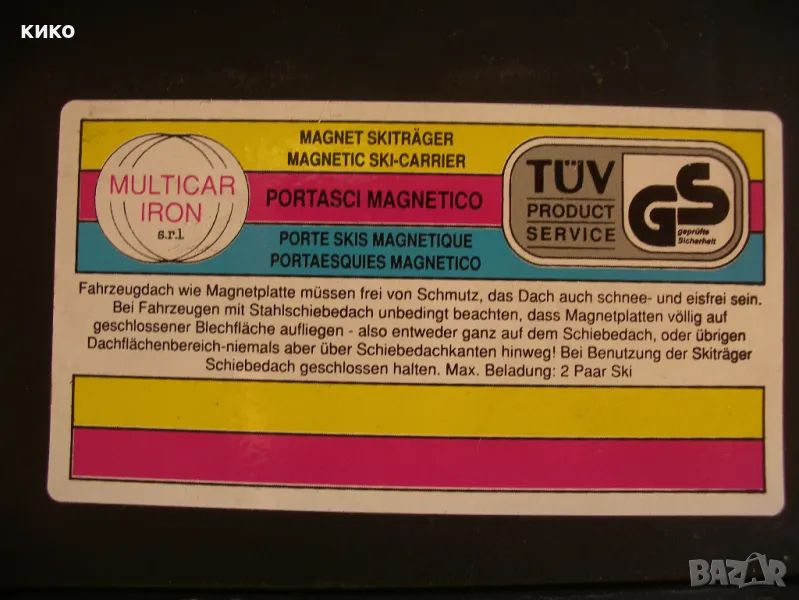 кико
MAGNET SKITRÄGER
MAGNETIC SKI-CARRIER
PORTASCI MAGNETICO
PORTE SKIS MAGNETIQUE
PORTAESQUIES MAGNETICO
MULTICAR
IRON
s.r.l
TÜV
PRODUCT
SERVICE
GS
geprüfte
Sicherheit
Fahrzeugdach wie Magnetplatte müssen frei von Schmutz, das Dach auch schnee- und eisfrei sein.
Bei Fahrzeugen mit Stahlschiebedach unbedingt beachten, dass Magnetplatten völlig auf
geschlossener Blechfläche aufliegen - also entweder ganz auf dem Schiebedach, oder übrigen
Dachflächenbereich-niemals aber über Schiebedachkanten hinweg! Bei Benutzung der Skiträger
Schiebedach geschlossen halten. Max. Beladung: 2 Paar Ski
BAZAR